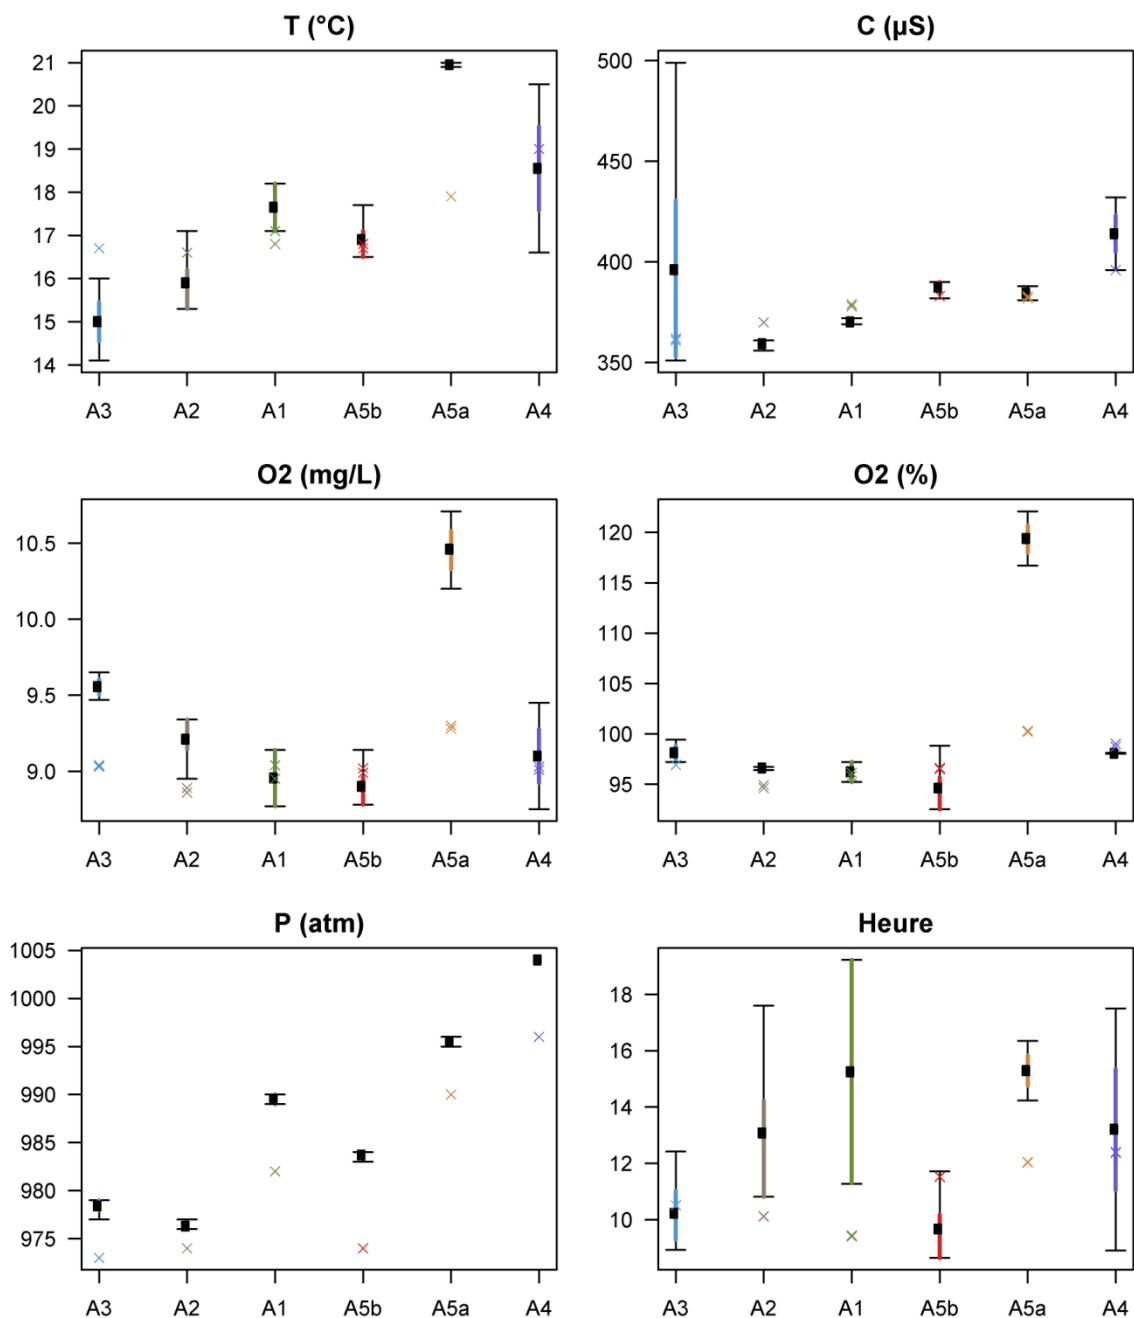 T (°C)
21
20
19
18
17
16
15
14
A3 A2 A1 A5b A5a A4
C (µS)
500
450
400
350
A3 A2 A1 A5b A5a A4
O2 (mg/L)
10.5
10.0
9.5
9.0
A3 A2 A1 A5b A5a A4
O2 (%)
120
115
110
105
100
95
A3 A2 A1 A5b A5a A4
P (atm)
1005
1000
995
990
985
980
975
A3 A2 A1 A5b A5a A4
Heure
18
16
14
12
10
A3 A2 A1 A5b A5a A4